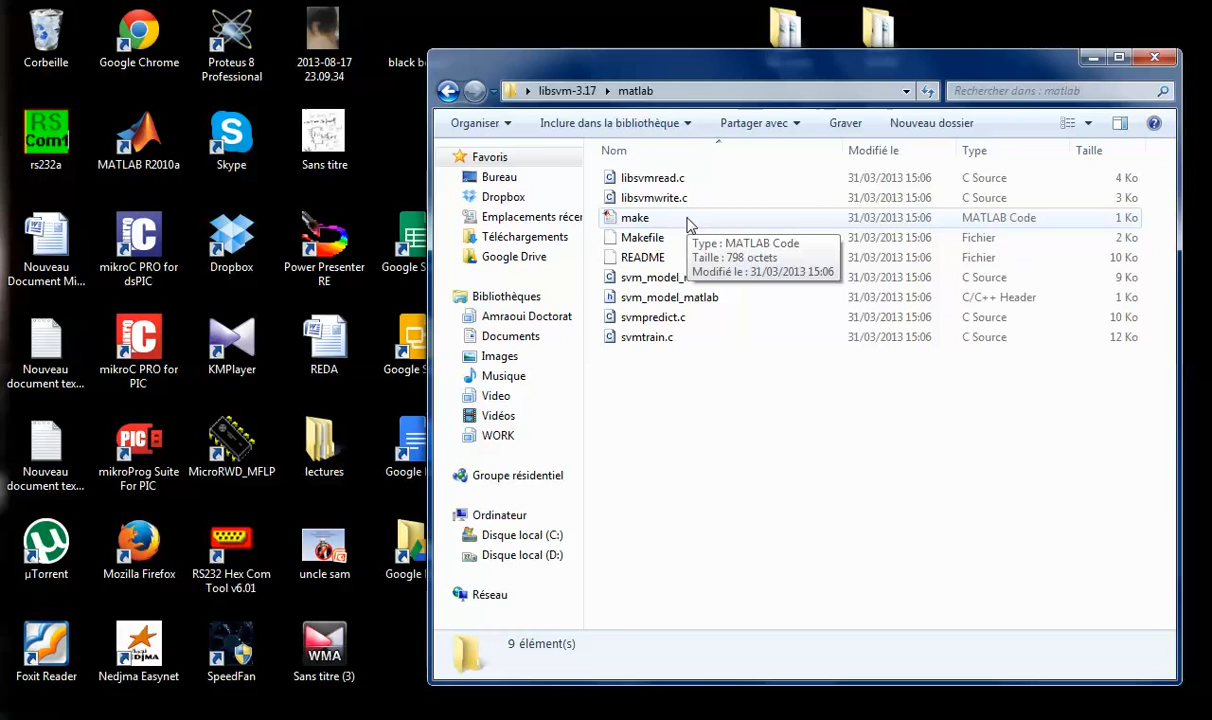 Corbeille
Google Chrome
Proteus 8
Professional
2013-08-17
23.09.34
black b
RS
Com1
rs232a
MATLAB R2010a
Skype
Sans titre
Nouveau
document Mi...
mikroC PRO for
dsPIC
Dropbox
Power Presenter
RE
Google S
Nouveau
document tex...
mikroC PRO for
PIC
KMPlayer
REDA
Google S
Nouveau
document tex...
PIC
mikroProg Suite
For PIC
MicroRWD_MFLP
lectures
Google
µTorrent
Mozilla Firefox
RS232 Hex Com
Tool v6.01
uncle sam
Google
Foxit Reader
Nedjma Easynet
SpeedFan
WMA
Sans titre (3)
libsvm-3.17
matlab
Rechercher dans : matlab
Organiser
Inclure dans la bibliothèque
Partager avec
Graver
Nouveau dossier
Favoris
Bureau
Dropbox
Emplacements récer
Téléchargements
Google Drive
Bibliothèques
Amraoui Doctorat
Documents
Images
Musique
Video
Vidéos
WORK
Groupe résidentiel
Ordinateur
Disque local (C:)
Disque local (D:)
Réseau
Nom Modifié le Type Taille
libsvmread.c 31/03/2013 15:06 C Source 4 Ko
libsvmwrite.c 31/03/2013 15:06 C Source 3 Ko
make 31/03/2013 15:06 MATLAB Code 1 Ko
Makefile 31/03/2013 15:06 Fichier 2 Ko
README 31/03/2013 15:06 Fichier 10 Ko
svm_model_ 31/03/2013 15:06 C Source 9 Ko
svm_model_matlab 31/03/2013 15:06 C/C++ Header 1 Ko
svmpredict.c 31/03/2013 15:06 C Source 10 Ko
svmtrain.c 31/03/2013 15:06 C Source 12 Ko
Type : MATLAB Code
Taille : 798 octets
Modifié le : 31/03/2013 15:06
9 élément(s)